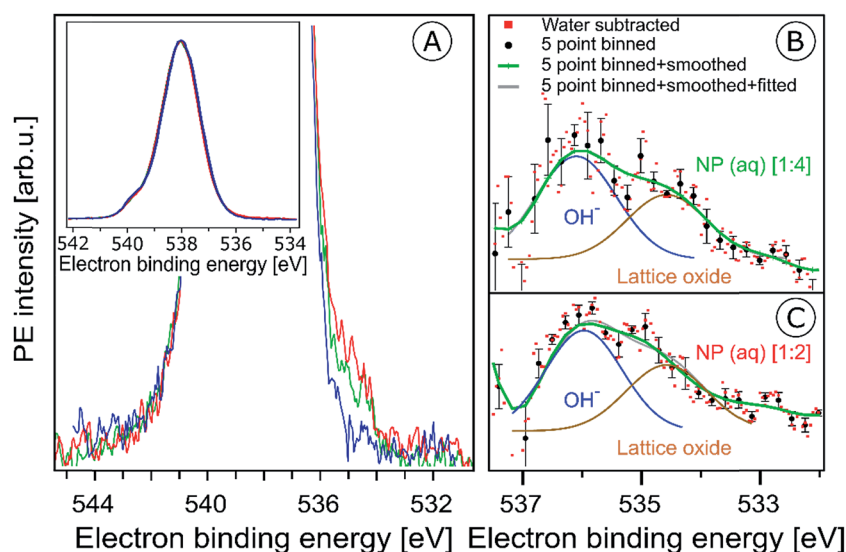 A
PE intensity [arb.u.]
542 540 538 536 534
Electron binding energy [eV]
544 540 536 532
Electron binding energy [eV]
B
Water subtracted
5 point binned
5 point binned+smoothed
5 point binned+smoothed+fitted
NP (aq) [1:4]
OH⁻
Lattice oxide
C
NP (aq) [1:2]
OH⁻
Lattice oxide
537 535 533
Electron binding energy [eV]